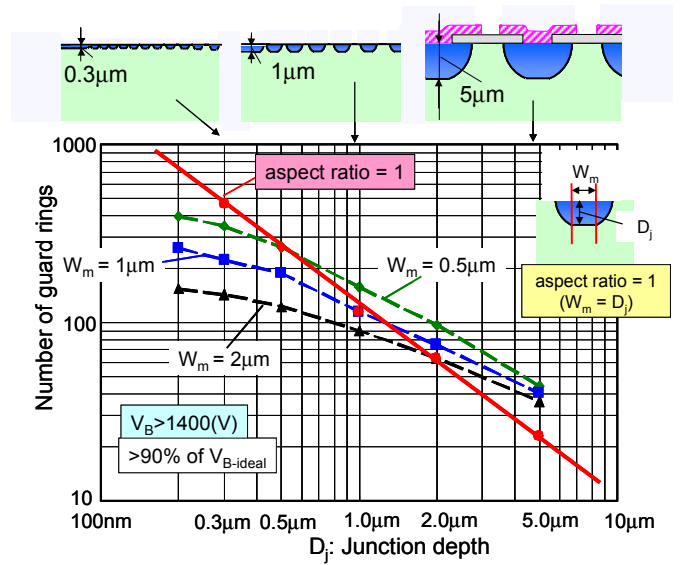 0.3μm
1μm
5μm
1000
aspect ratio = 1
W_m
D_j
W_m = 1μm
W_m = 0.5μm
aspect ratio = 1
(W_m = D_j)
Number of guard rings
100
W_m = 2μm
V_B>1400(V)
>90% of V_B-ideal
10
100nm
0.3μm
0.5μm
1.0μm
2.0μm
5.0μm
10μm
D_j: Junction depth